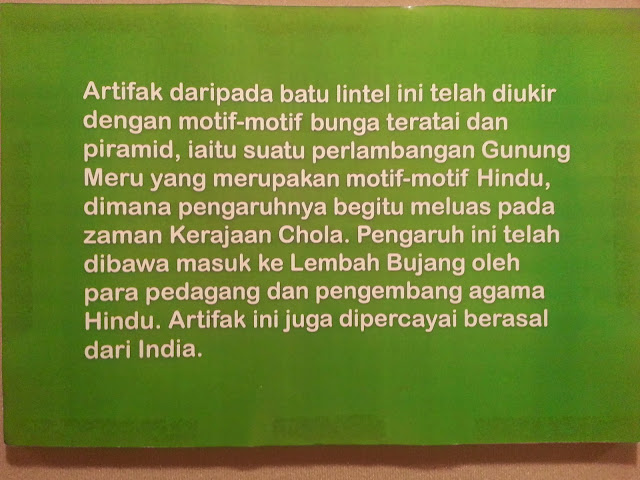 Artifak daripada batu lintel ini telah diukir
dengan motif-motif bunga teratai dan
piramid, iaitu suatu perlambangan Gunung
Meru yang merupakan motif-motif Hindu,
dimana pengaruhnya begitu meluas pada
zaman Kerajaan Chola. Pengaruh ini telah
dibawa masuk ke Lembah Bujang oleh
para pedagang dan pengembang agama
Hindu. Artifak ini juga dipercayai berasal
dari India.